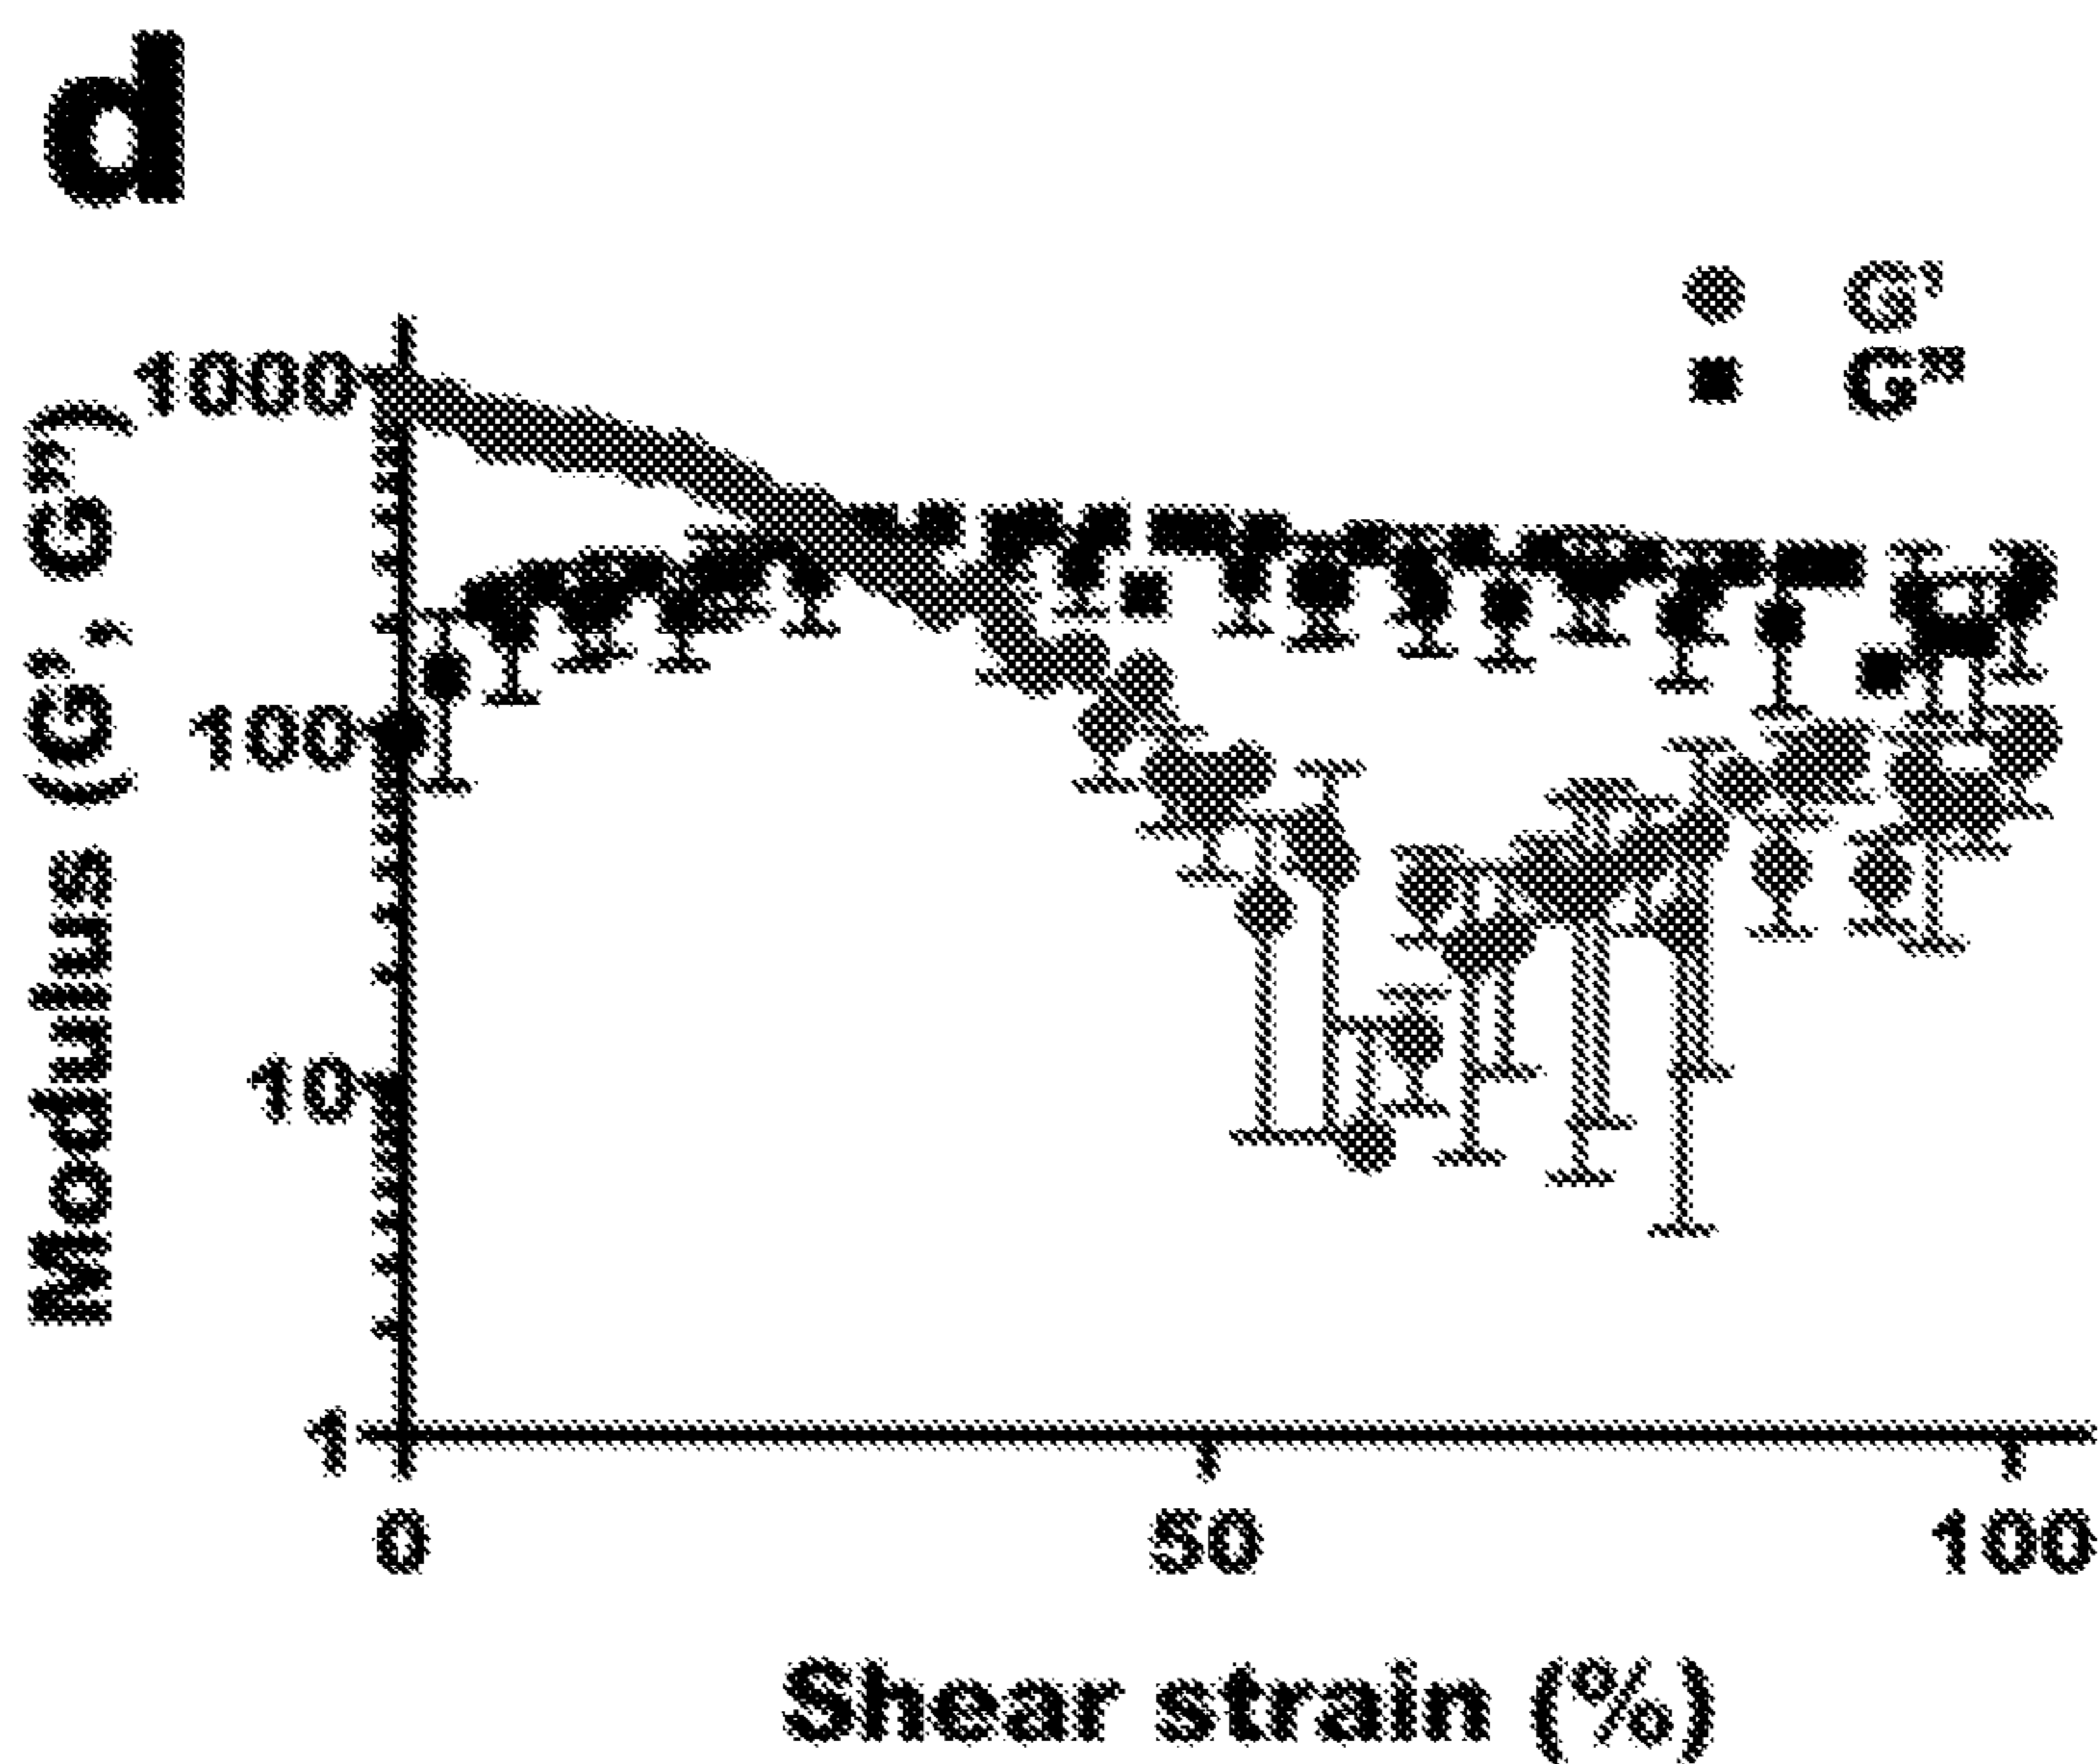 d
G'
G"
Modulus (G', G")
1000
100
10
1
0 50 100
Shear strain (%)